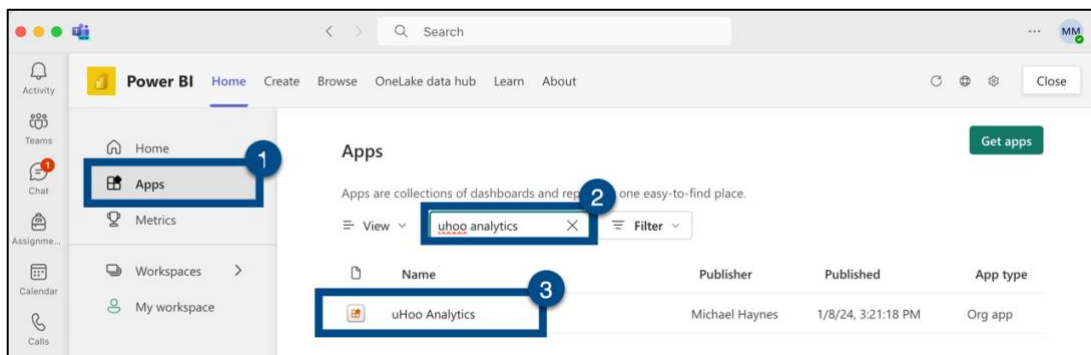 Search
MM
Activity
Teams
1
Chat
Assignme...
Calendar
Calls
Power BI Home Create Browse OneLake data hub Learn About
Close
Home
1
Apps
Metrics
Workspaces
My workspace
Apps
Get apps
Apps are collections of dashboards and rep one easy-to-find place.
2
View
uhoo analytics
Filter
Name Publisher Published App type
3
uHoo Analytics Michael Haynes 1/8/24, 3:21:18 PM Org app